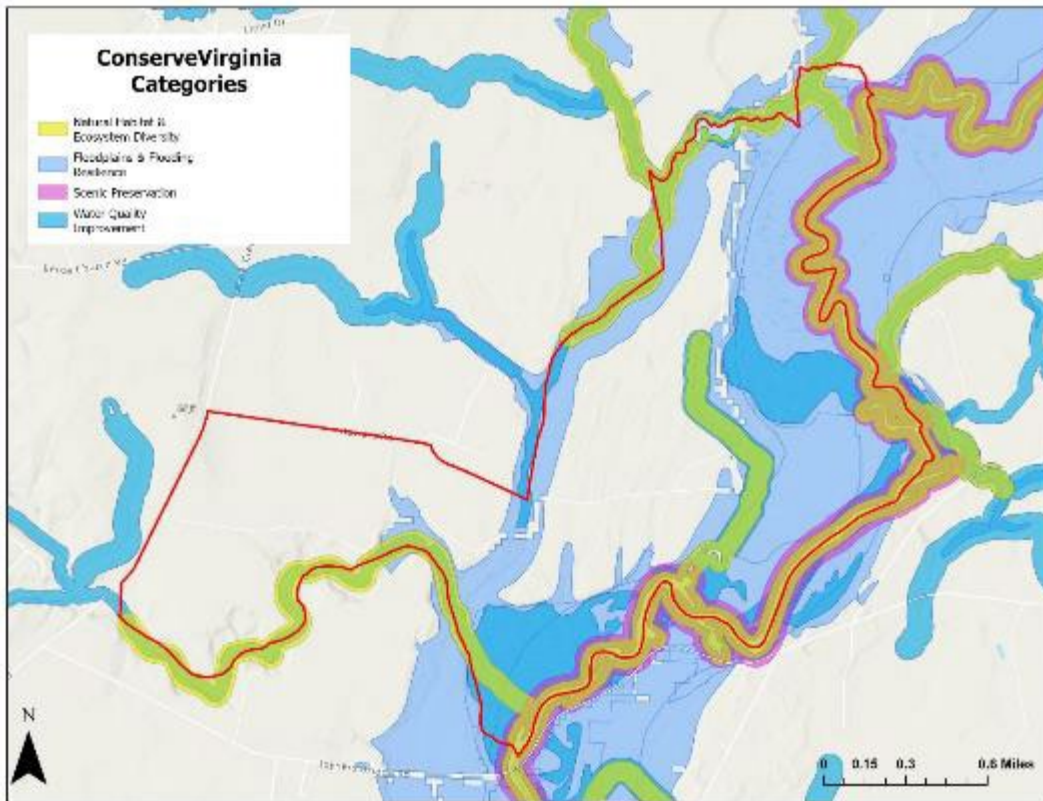 ConserveVirginia
Categories
Natural Habitat &
Ecosystem Diversity
Floodplains & Flooding
Resilience
Scenic Preservation
Water Quality
Improvement
N
0 0.15 0.3 0.6 Miles